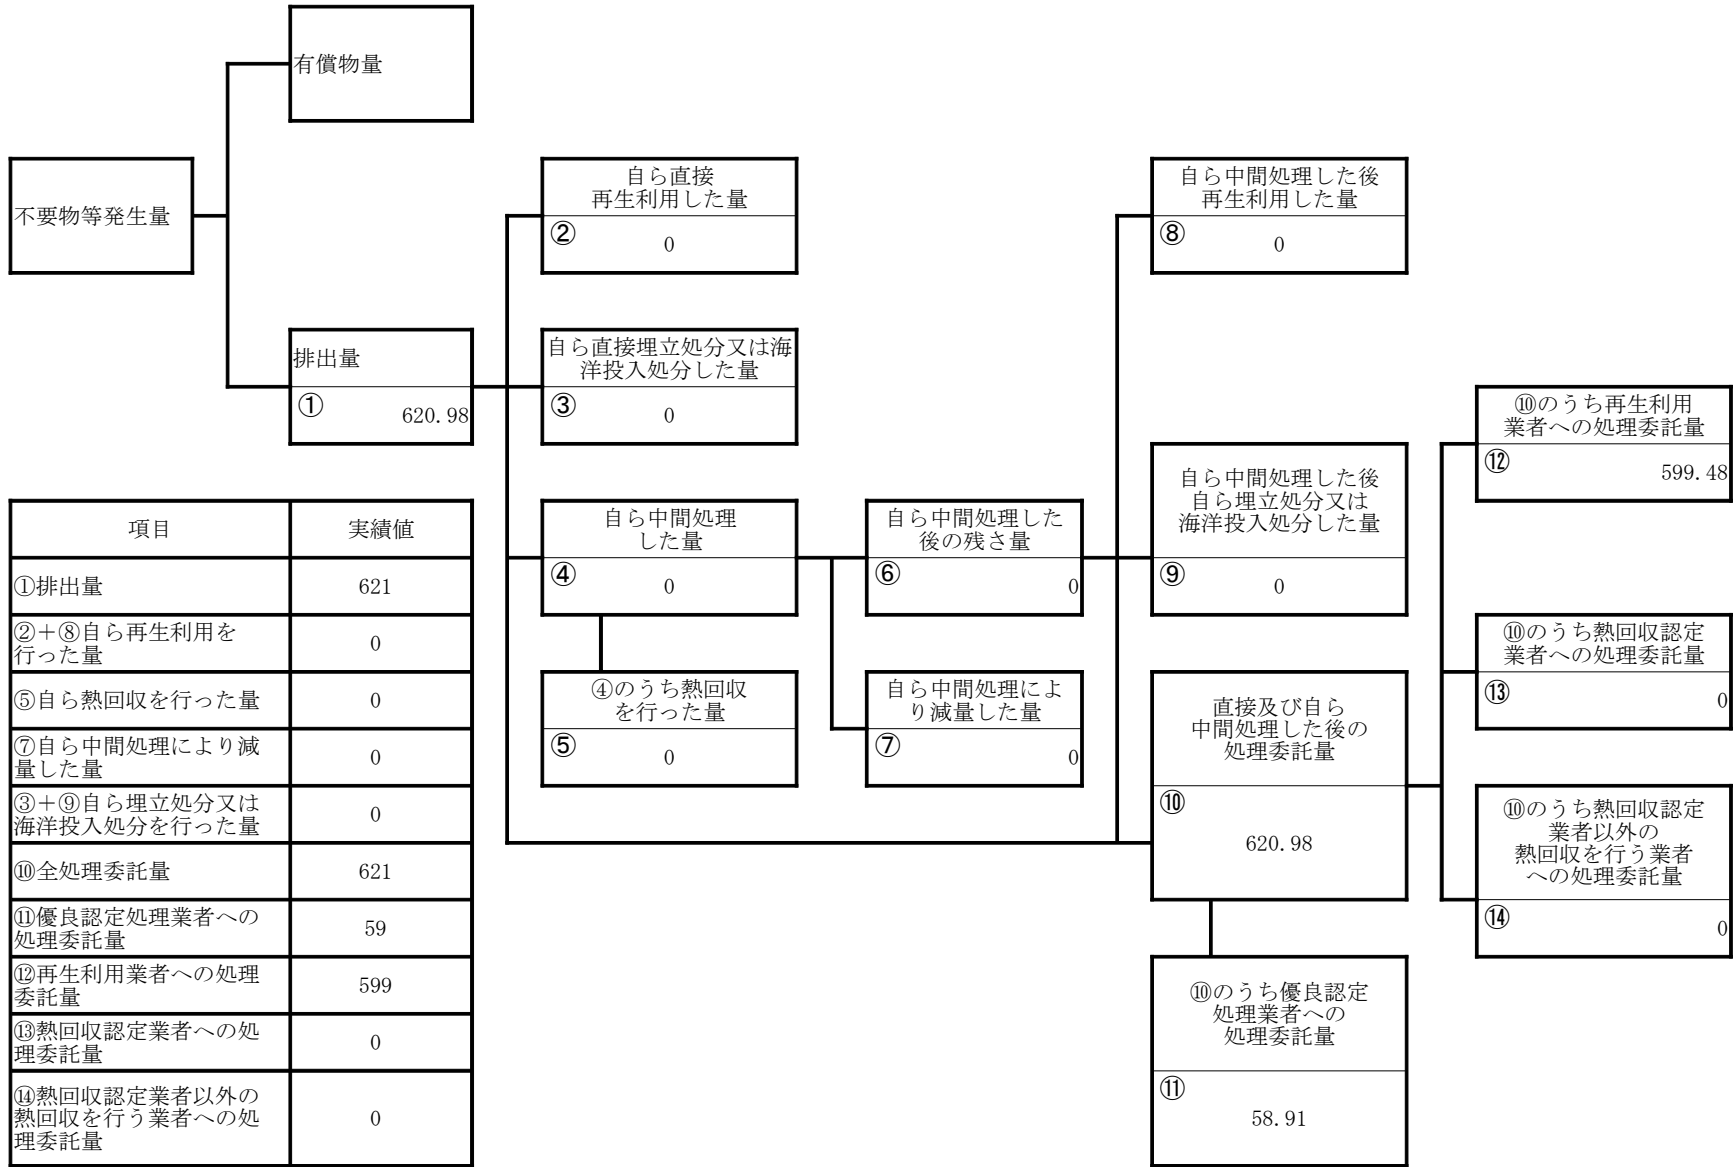 有償物量
不要物等発生量
自ら直接
再生利用した量
②
0
自ら中間処理した後
再生利用した量
⑧
0
排出量
①
620.98
自ら直接埋立処分又は海
洋投入処分した量
③
0
⑩のうち再生利用
業者への処理委託量
⑫
599.48
自ら中間処理
した量
④
0
自ら中間処理した
後の残さ量
⑥
0
自ら中間処理した後
自ら埋立処分又は
海洋投入処分した量
⑨
0
⑩のうち熱回収認定
業者への処理委託量
⑬
0
④のうち熱回収
を行った量
⑤
0
自ら中間処理によ
り減量した量
⑦
0
直接及び自ら
中間処理した後の
処理委託量
⑩
620.98
⑩のうち熱回収認定
業者以外の
熱回収を行う業者
への処理委託量
⑭
0
⑩のうち優良認定
処理業者への
処理委託量
⑪
58.91
項目 実績値
①排出量 621
②＋⑧自ら再生利用を
行った量 0
⑤自ら熱回収を行った量 0
⑦自ら中間処理により減
量した量 0
③＋⑨自ら埋立処分又は
海洋投入処分を行った量 0
⑩全処理委託量 621
⑪優良認定処理業者への
処理委託量 59
⑫再生利用業者への処理
委託量 599
⑬熱回収認定業者への処
理委託量 0
⑭熱回収認定業者以外の
熱回収を行う業者への処
理委託量 0